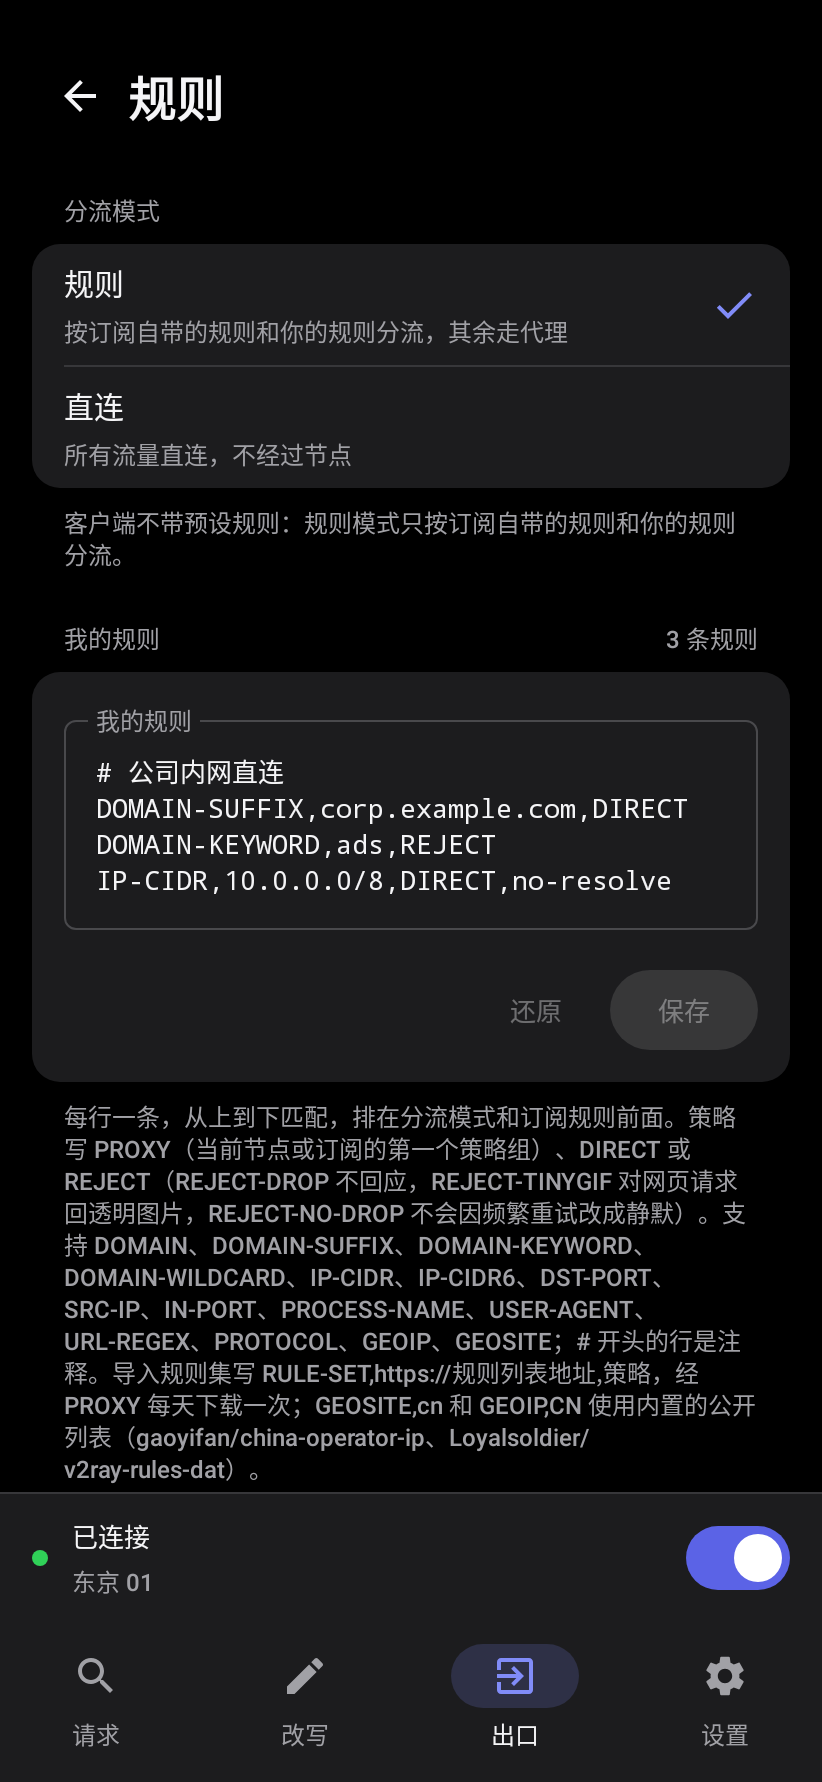 规则
分流模式
规则
按订阅自带的规则和你的规则分流，其余走代理
直连
所有流量直连，不经过节点
客户端不带预设规则：规则模式只按订阅自带的规则和你的规则
分流。
我的规则
3 条规则
我的规则
# 公司内网直连
DOMAIN-SUFFIX,corp.example.com,DIRECT
DOMAIN-KEYWORD,ads,REJECT
IP-CIDR,10.0.0.0/8,DIRECT,no-resolve
还原
保存
每行一条，从上到下匹配，排在分流模式和订阅规则前面。策略
写 PROXY（当前节点或订阅的第一个策略组）、DIRECT 或
REJECT（REJECT-DROP 不回应，REJECT-TINYGIF 对网页请求
回透明图片，REJECT-NO-DROP 不会因频繁重试改成静默）。支
持 DOMAIN、DOMAIN-SUFFIX、DOMAIN-KEYWORD、
DOMAIN-WILDCARD、IP-CIDR、IP-CIDR6、DST-PORT、
SRC-IP、IN-PORT、PROCESS-NAME、USER-AGENT、
URL-REGEX、PROTOCOL、GEOIP、GEOSITE；# 开头的行是注
释。导入规则集写 RULE-SET,https://规则列表地址,策略，经
PROXY 每天下载一次；GEOSITE,cn 和 GEOIP,CN 使用内置的公开
列表（gaoyifan/china-operator-ip、Loyalsoldier/
v2ray-rules-dat）。
已连接
东京 01
请求
改写
出口
设置